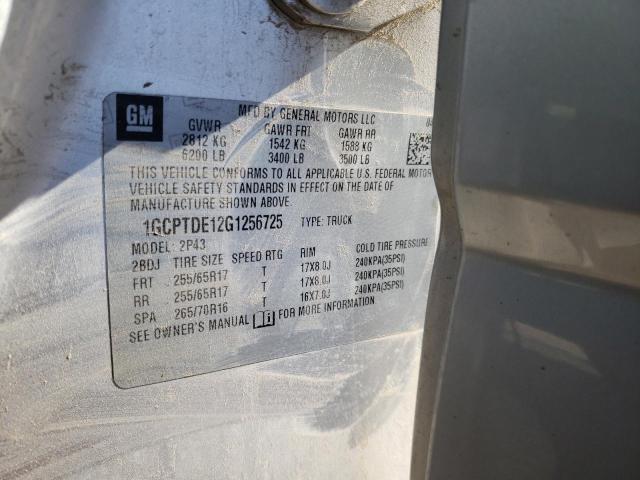 GM
MFD BY GENERAL MOTORS LLC
GVWR GAWR FRT GAWR RR
2812 KG 1542 KG 1588 KG
6200 LB 3400 LB 3500 LB
THIS VEHICLE CONFORMS TO ALL APPLICABLE U.S. FEDERAL MOTOR
VEHICLE SAFETY STANDARDS IN EFFECT ON THE DATE OF
MANUFACTURE SHOWN ABOVE.
1GCPTDE12G1256725 TYPE: TRUCK
MODEL: 2P43
2BDJ TIRE SIZE SPEED RTG RIM COLD TIRE PRESSURE
FRT 255/65R17 T 17X8.0J 240KPA(35PSI)
RR 255/65R17 T 17X8.0J 240KPA(35PSI)
SPA 265/70R16 T 16X7.0J 240KPA(35PSI)
SEE OWNER'S MANUAL FOR MORE INFORMATION